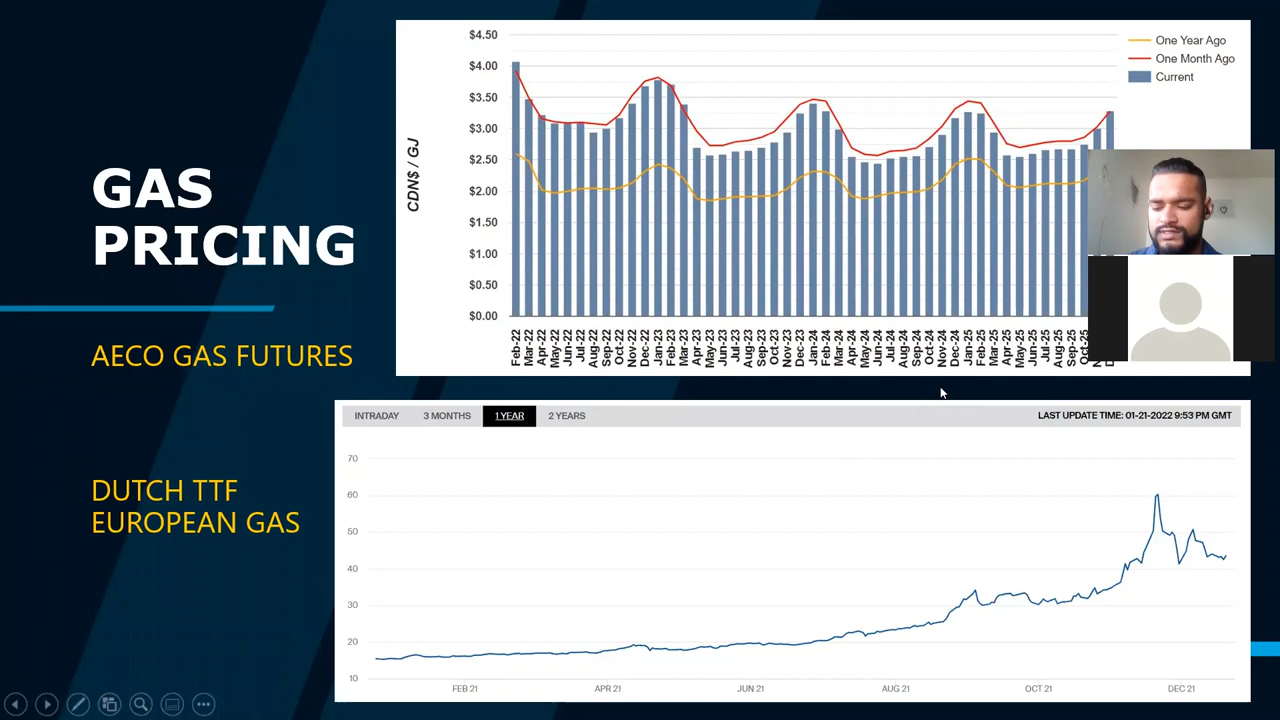 GAS
PRICING
AECO GAS FUTURES
DUTCH TTF
EUROPEAN GAS
CDN$ / GJ
$4.50
$4.00
$3.50
$3.00
$2.50
$2.00
$1.50
$1.00
$0.50
$0.00
One Year Ago
One Month Ago
Current
Feb-22 Mar-22 Apr-22 May-22 Jun-22 Jul-22 Aug-22 Sep-22 Oct-22 Nov-22 Dec-22 Jan-23 Feb-23 Mar-23 Apr-23 May-23 Jun-23 Jul-23 Aug-23 Sep-23 Oct-23 Nov-23 Dec-23 Jan-24 Feb-24 Mar-24 Apr-24 May-24 Jun-24 Jul-24 Aug-24 Sep-24 Oct-24 Nov-24 Dec-24 Jan-25 Feb-25 Mar-25 Apr-25 May-25 Jun-25 Jul-25 Aug-25 Sep-25 Oct-25
INTRADAY 3 MONTHS 1 YEAR 2 YEARS LAST UPDATE TIME: 01-21-2022 9:53 PM GMT
70
60
50
40
30
20
10
FEB 21 APR 21 JUN 21 AUG 21 OCT 21 DEC 21